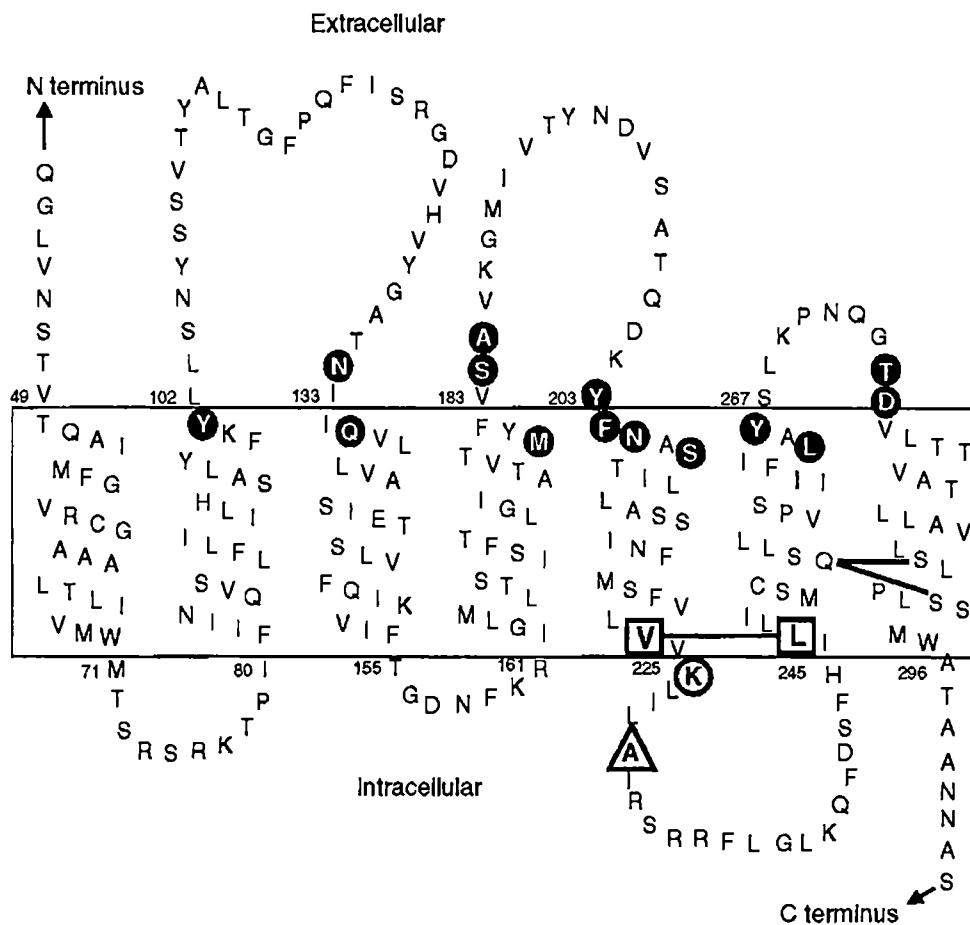 Extracellular
N terminus
Q G L V N S T V
L L S N Y S S V T Y A L T G F P Q F I S R G D V H V Y G A T N I
V S A V K G M I V T Y N D V S A T Q D K Y
S L K P N Q G T D
49
102
133
183
203
267
T Q A I
M F G
V R C G
A A A A
L T L I
V M W
Y K F
Y L A S
H L I
I L F L
S V Q
N I I F
I Q V L
L V A
S I E T
S L V
F Q I K
V I F
F Y M
T V T A
I G L
T F S I
S T L
M L G I
F N A S
T I L
L A S S
I N F
M S F V
L V V
Y A L
I F I I
S P V
L L S Q
C S M
I L L I
V L T T
V A T
L L A V
L S L
P L S S
M W
71
80
155
161
225
245
296
M T S R S R K T P I
T G D N F K R
K L I L A I R S R R F L G L K Q F D S F H
A T A A N N A S
Intracellular
C terminus